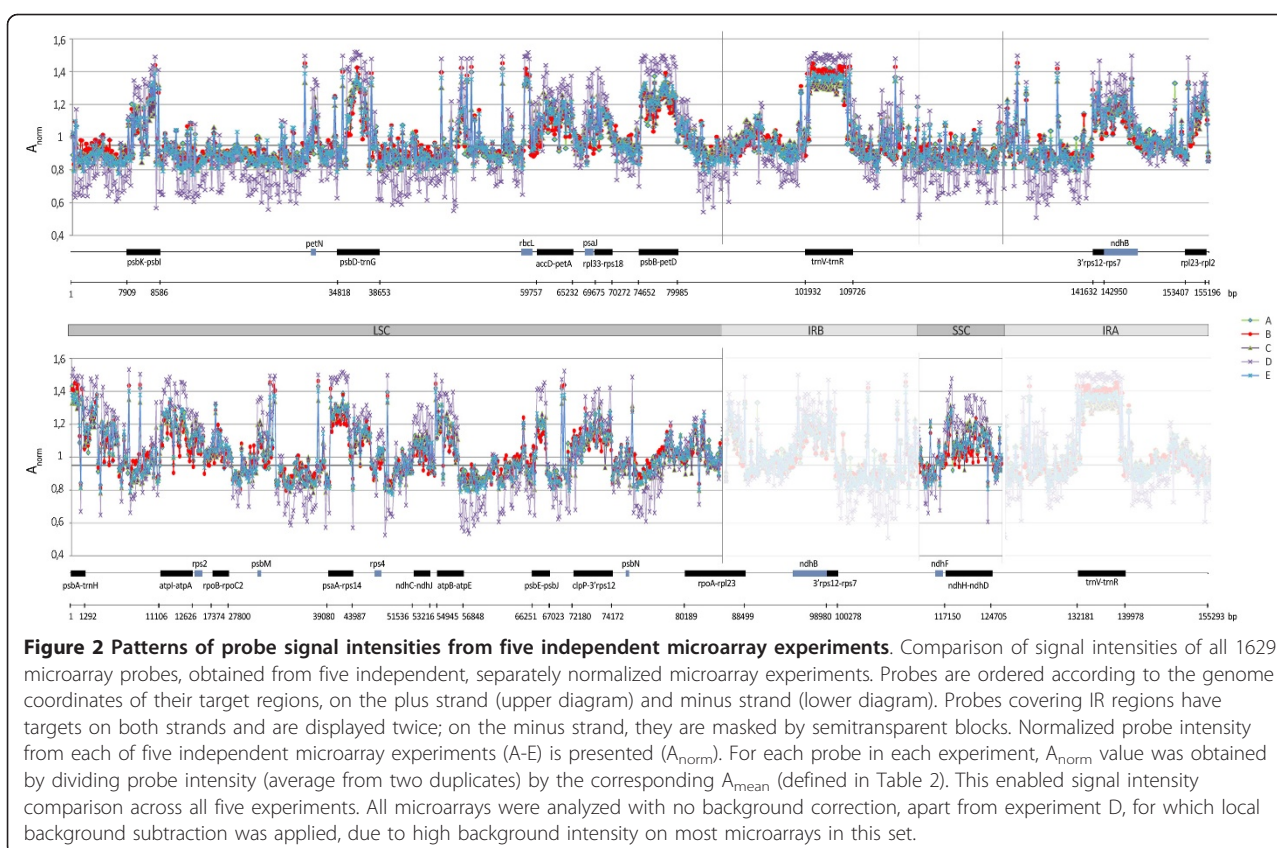 1,6
1,4
1,2
1
0,8
0,6
0,4
A norm
petN rbcL psaJ ndhB
psbK-psbI psbD-trnG accD-petA rpl33-rps18 psbB-petD trnV-trnR 3'rps12-rps7 rpl23-rpl2
1 7909 8586 34818 38653 59757 65232 69675 70272 74652 79985 101932 109726 141632 142950 153407 155196 bp
LSC IRB SSC IRA
A
B
C
D
E
1,6
1,4
1,2
1
0,8
0,6
0,4
A norm
rps2 psbM rps4 psbN ndhB ndhF
psbA-trnH atpI-atpA rpoB-rpoC2 psaA-rps14 ndhC-ndhJ atpB-atpE psbE-psbJ clpP-3'rps12 rpoA-rpl23 3'rps12-rps7 ndhH-ndhD trnV-trnR
1 1292 11106 12626 17374 27800 39080 43987 51536 53216 54945 56848 66251 67023 72180 74172 80189 88499 98980 100278 117150 124705 132181 139978 155293 bp
Figure 2 Patterns of probe signal intensities from five independent microarray experiments. Comparison of signal intensities of all 1629
microarray probes, obtained from five independent, separately normalized microarray experiments. Probes are ordered according to the genome
coordinates of their target regions, on the plus strand (upper diagram) and minus strand (lower diagram). Probes covering IR regions have
targets on both strands and are displayed twice; on the minus strand, they are masked by semitransparent blocks. Normalized probe intensity
from each of five independent microarray experiments (A-E) is presented (Anorm). For each probe in each experiment, Anorm value was obtained
by dividing probe intensity (average from two duplicates) by the corresponding Amean (defined in Table 2). This enabled signal intensity
comparison across all five experiments. All microarrays were analyzed with no background correction, apart from experiment D, for which local
background subtraction was applied, due to high background intensity on most microarrays in this set.